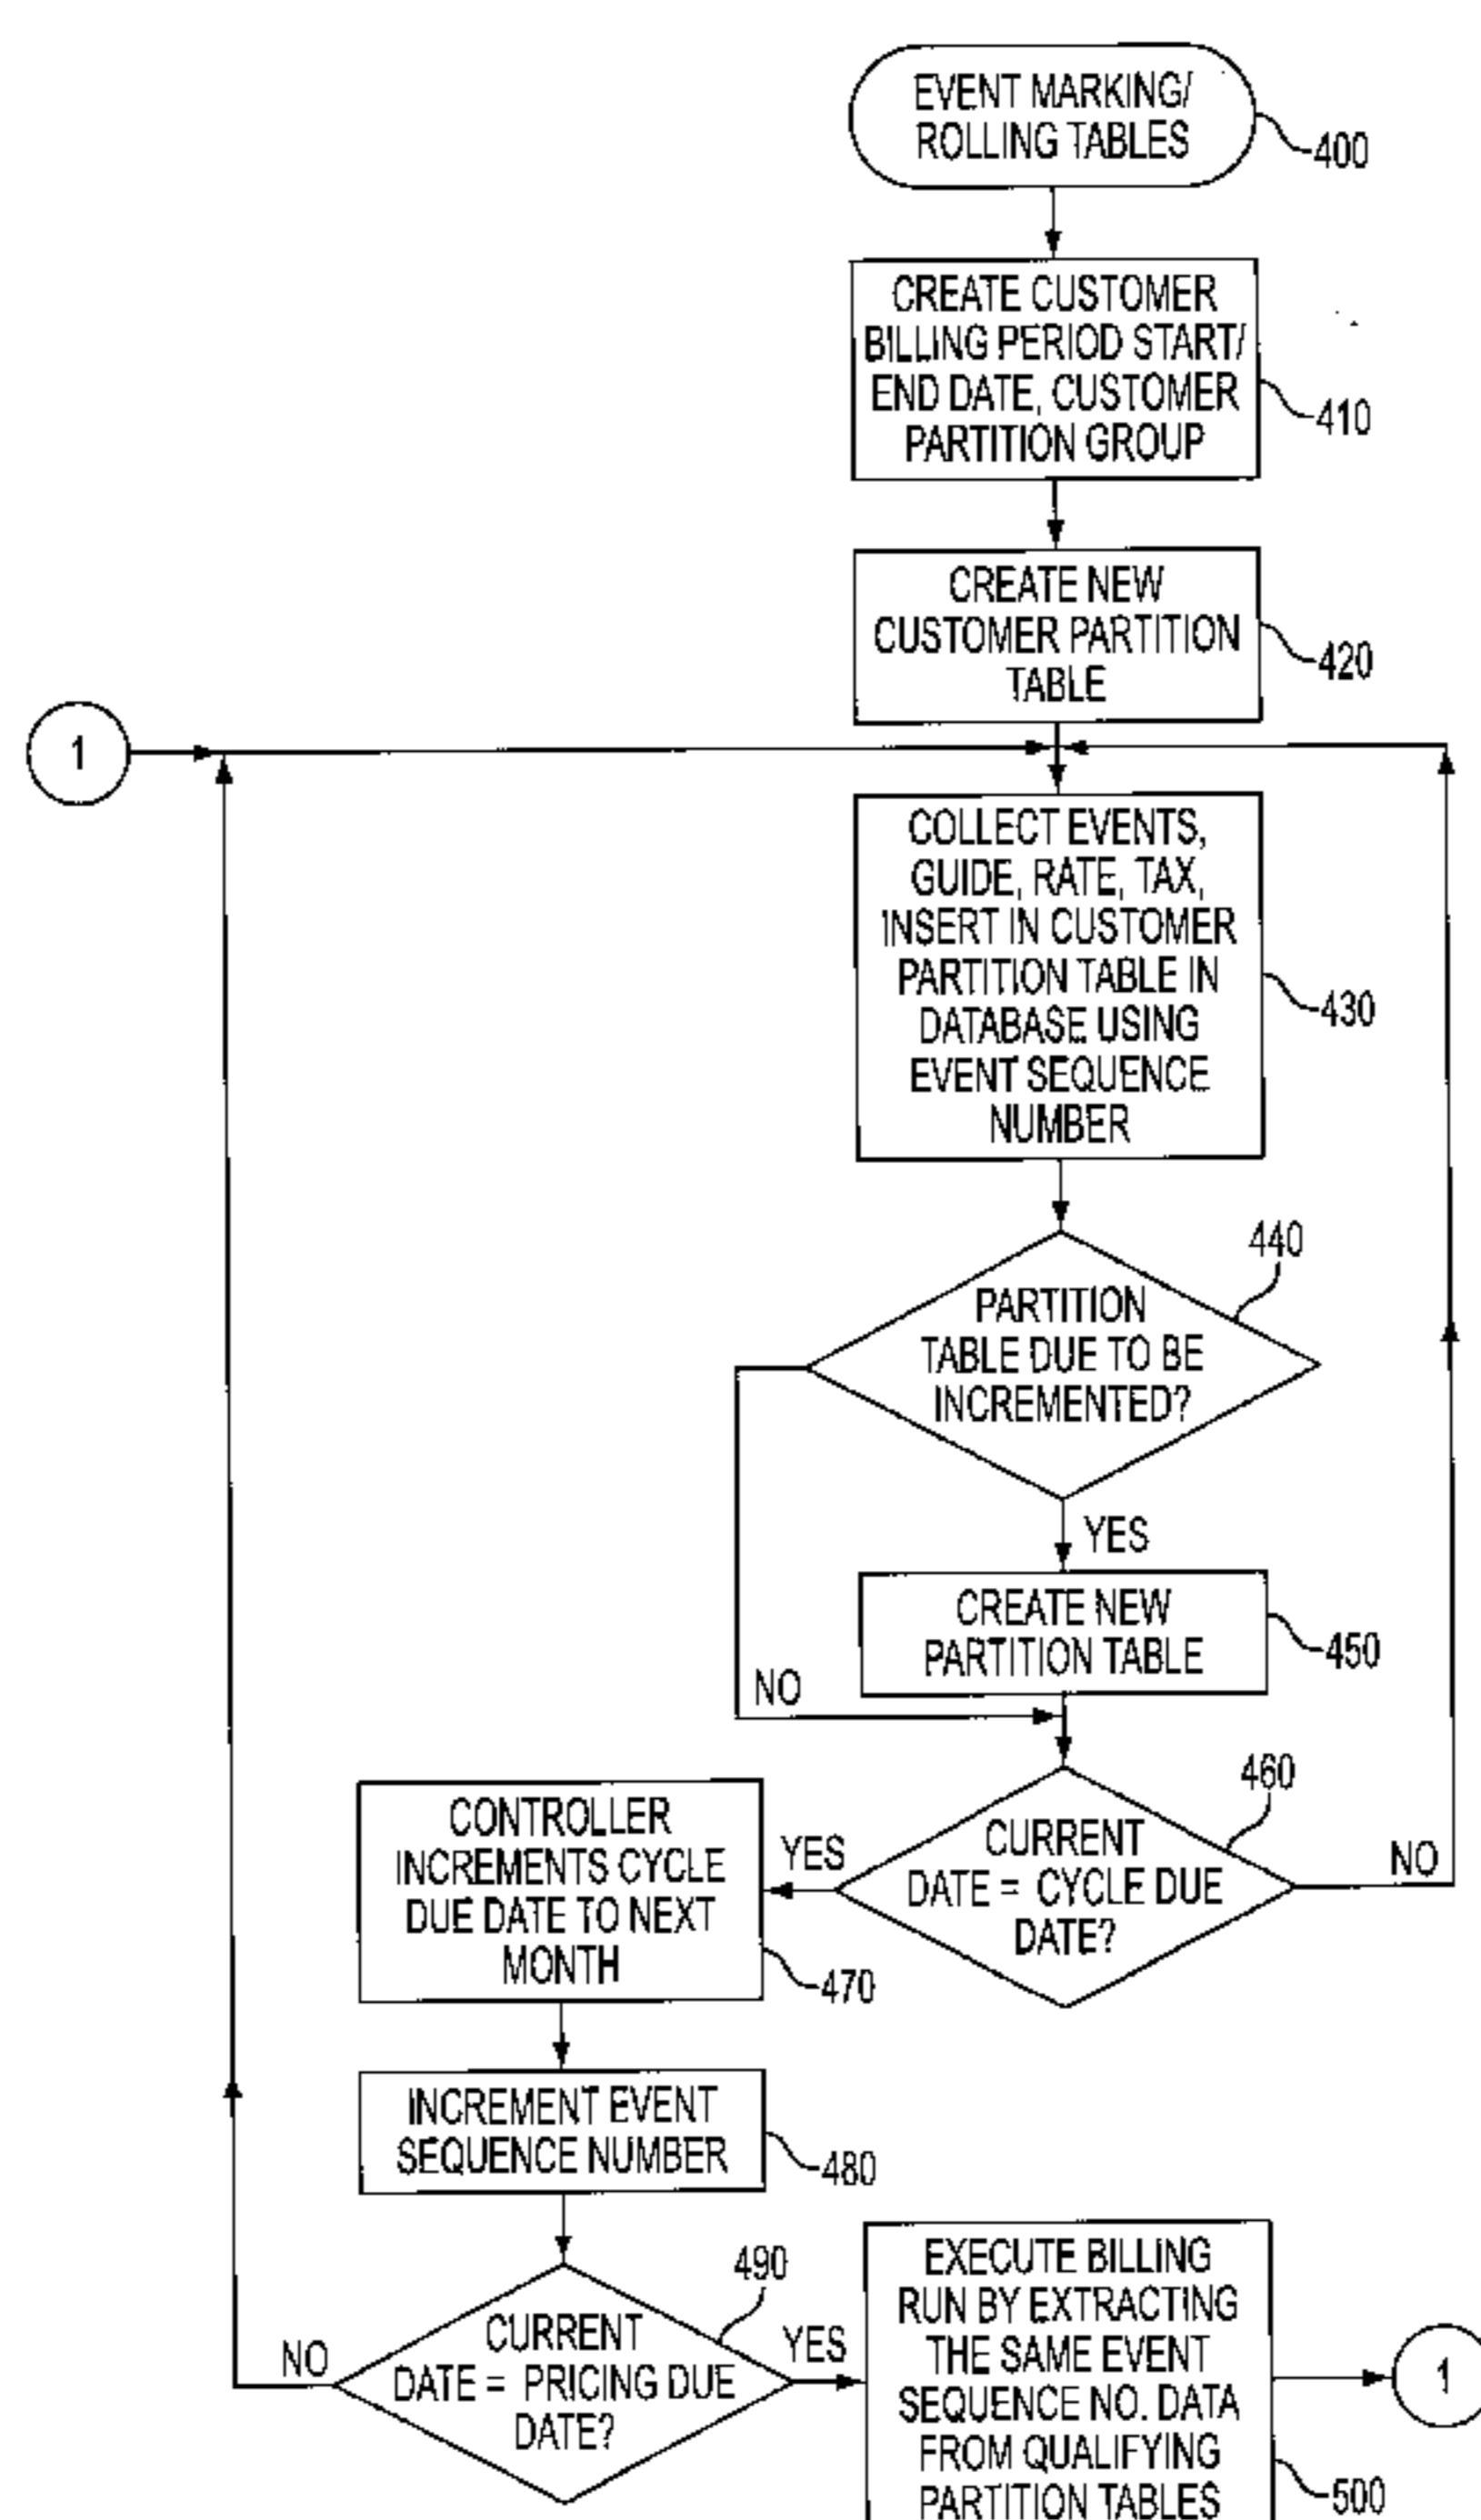 EVENT MARKING/
ROLLING TABLES
400
CREATE CUSTOMER
BILLING PERIOD START/
END DATE, CUSTOMER
PARTITION GROUP
410
CREATE NEW
CUSTOMER PARTITION
TABLE
420
1
COLLECT EVENTS,
GUIDE, RATE, TAX,
INSERT IN CUSTOMER
PARTITION TABLE IN
DATABASE USING
EVENT SEQUENCE
NUMBER
430
440
PARTITION
TABLE DUE TO BE
INCREMENTED?
YES
CREATE NEW
PARTITION TABLE
450
NO
460
CURRENT
DATE = CYCLE DUE
DATE?
YES
NO
CONTROLLER
INCREMENTS CYCLE
DUE DATE TO NEXT
MONTH
470
INCREMENT EVENT
SEQUENCE NUMBER
480
490
CURRENT
DATE = PRICING DUE
DATE?
NO
YES
EXECUTE BILLING
RUN BY EXTRACTING
THE SAME EVENT
SEQUENCE NO. DATA
FROM QUALIFYING
PARTITION TABLES
500
1